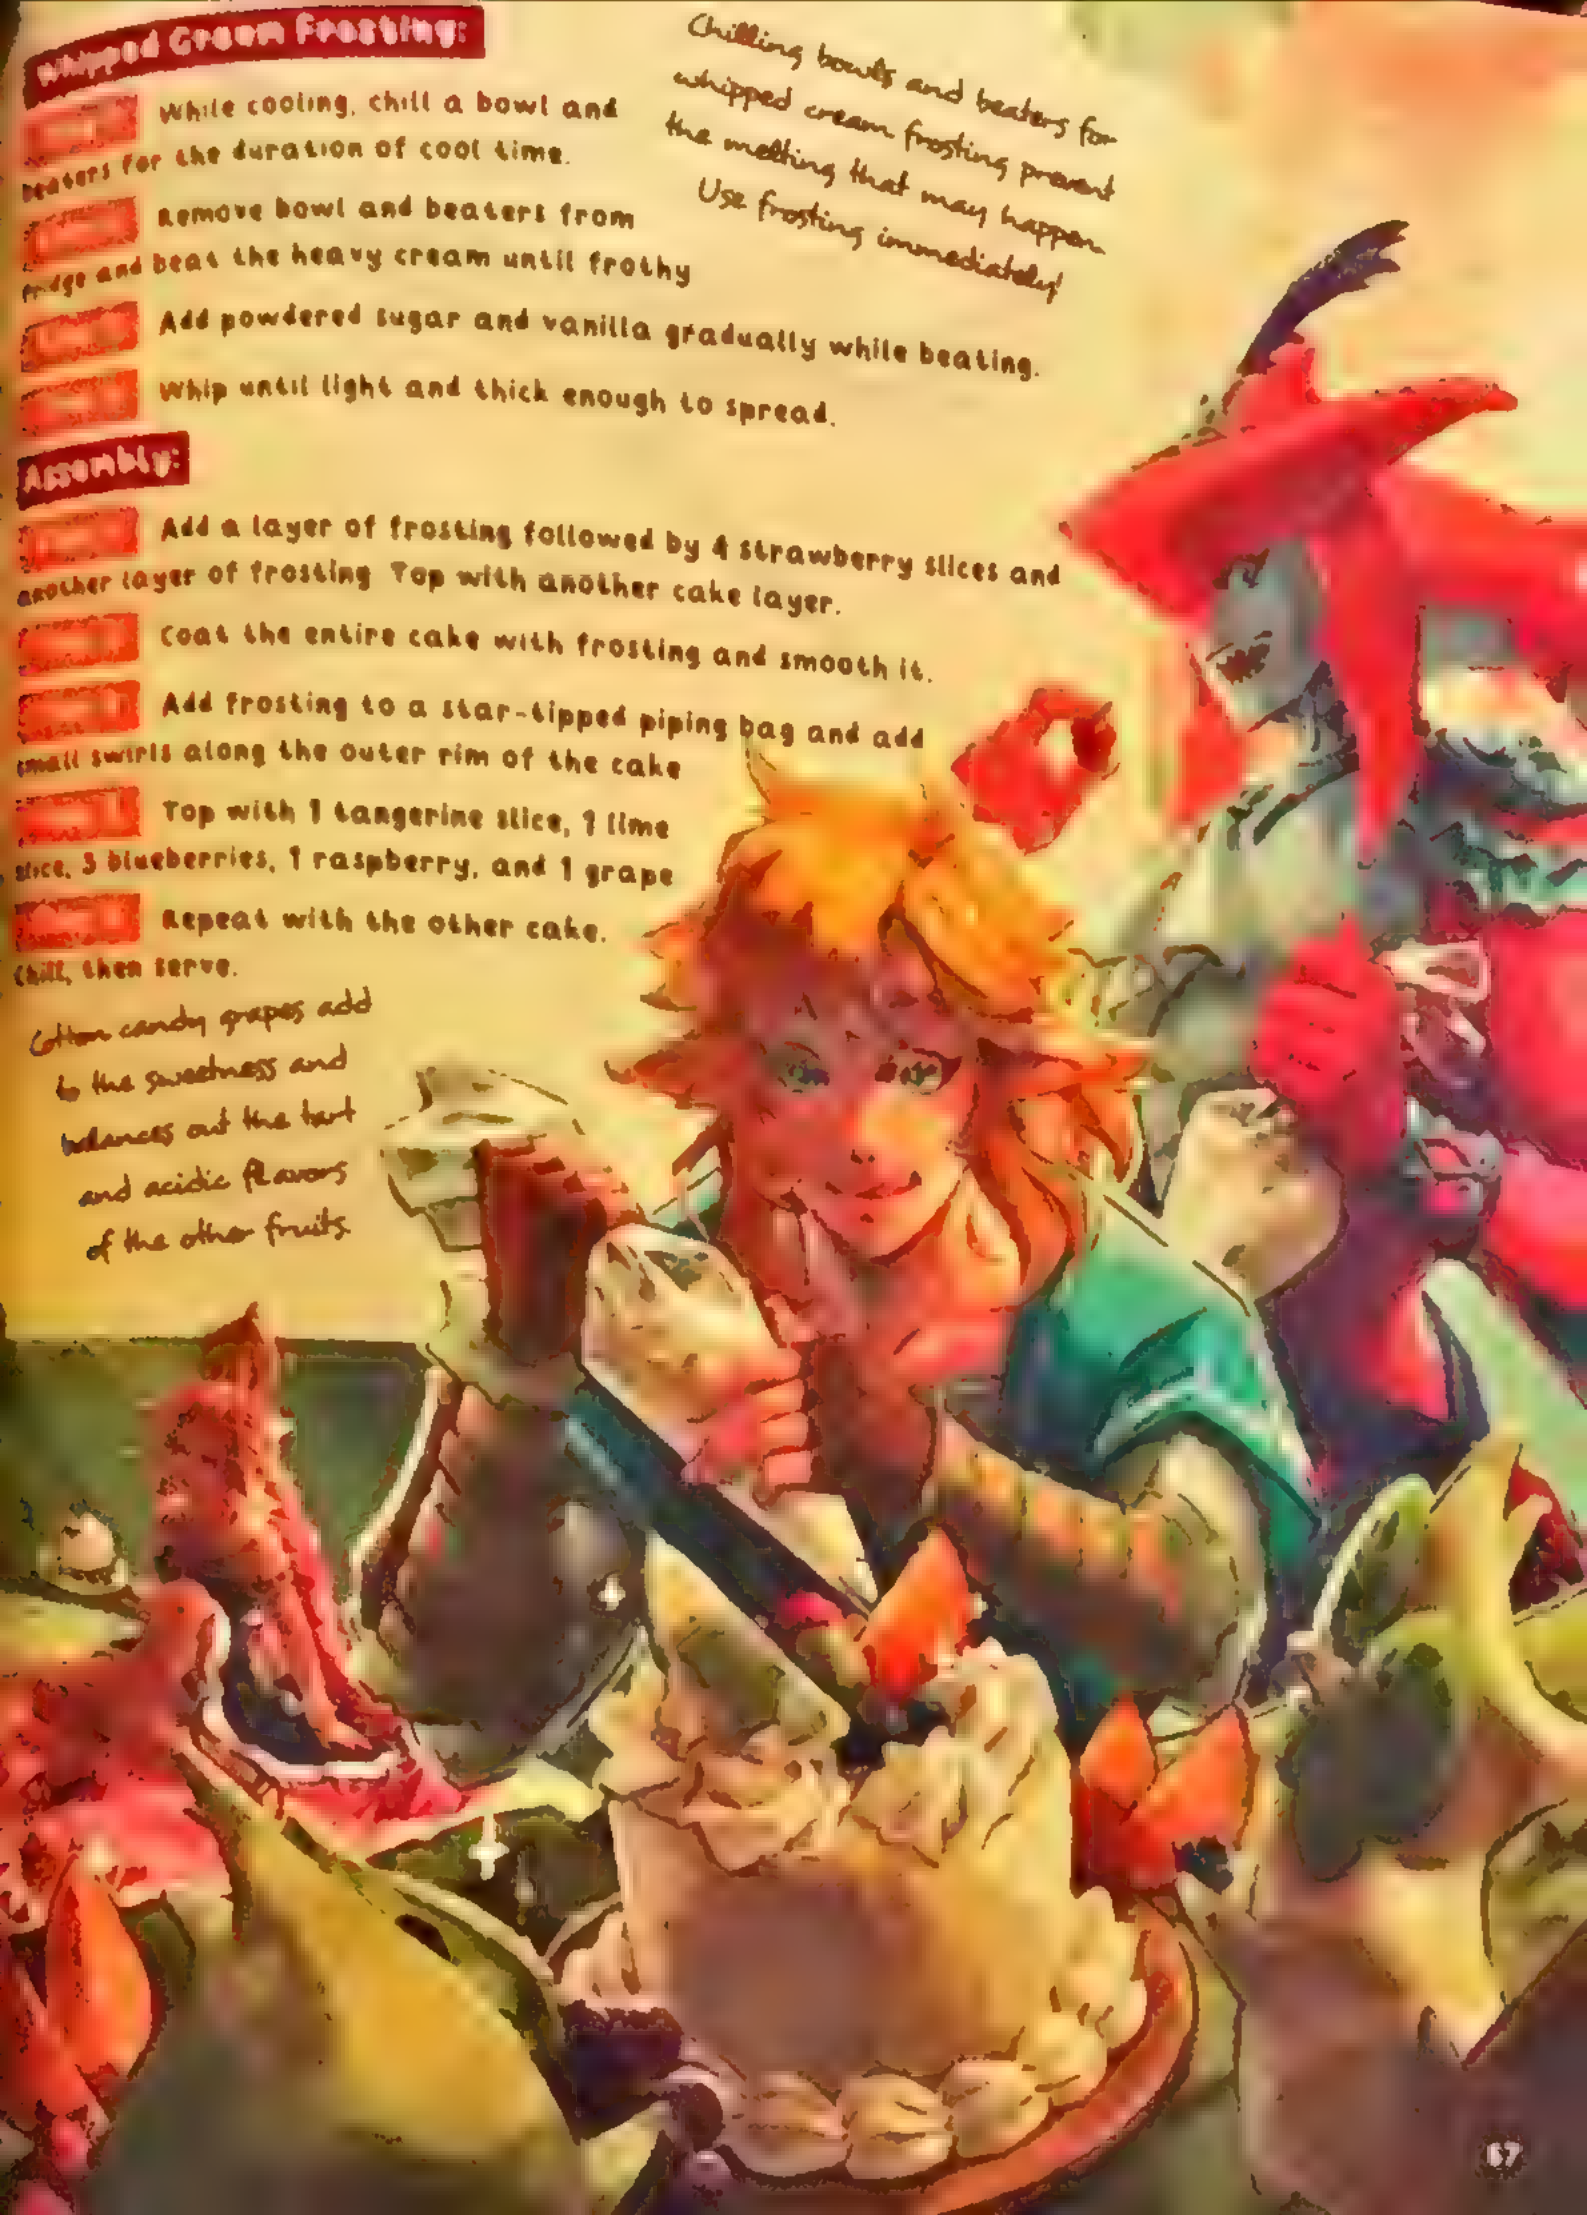 Whipped Cream Frosting:
While cooling, chill a bowl and
beaters for the duration of cool time.
Remove bowl and beaters from
fridge and beat the heavy cream until frothy
Add powdered sugar and vanilla gradually while beating.
Whip until light and thick enough to spread.
Chilling bowls and beaters for
whipped cream frosting prevent
the melting that may happen.
Use frosting immediately!
Assembly:
Add a layer of frosting followed by 4 strawberry slices and
another layer of frosting Top with another cake layer.
Coat the entire cake with frosting and smooth it.
Add frosting to a star-tipped piping bag and add
small swirls along the outer rim of the cake
Top with 1 tangerine slice, 1 lime
slice, 3 blueberries, 1 raspberry, and 1 grape
Repeat with the other cake.
Chill, then serve.
Cotton candy grapes add
to the sweetness and
balances out the tart
and acidic flavors
of the other fruits.